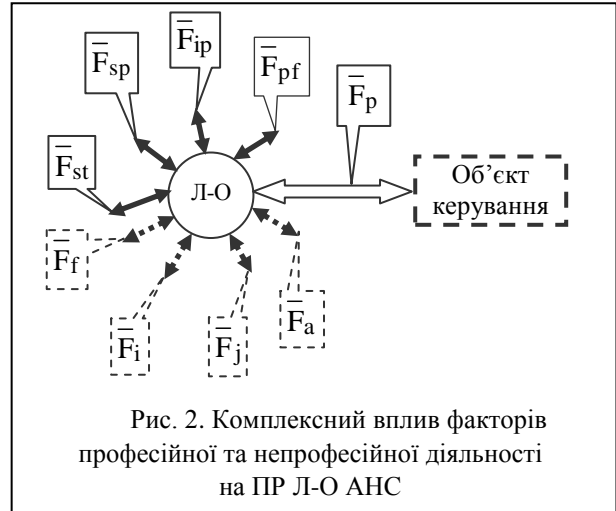 F̅ip
F̅sp
F̅pf
F̅p
F̅st
Л-О
Об’єкт
керування
F̅f
F̅i
F̅j
F̅a
Рис. 2. Комплексний вплив факторів
професійної та непрофесійної діяльності
на ПР Л-О АНС